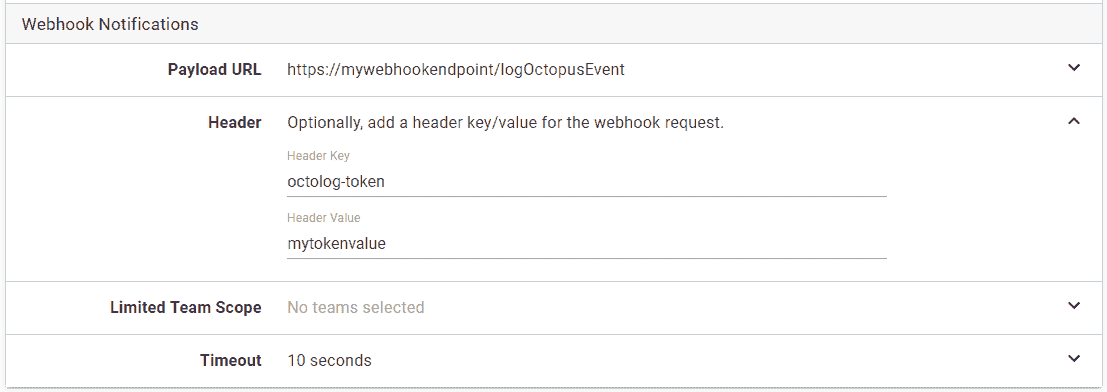 Webhook Notifications
Payload URL https://mywebhookendpoint/logOctopusEvent
Header Optionally, add a header key/value for the webhook request.
Header Key
octolog-token
Header Value
mytokenvalue
Limited Team Scope No teams selected
Timeout 10 seconds